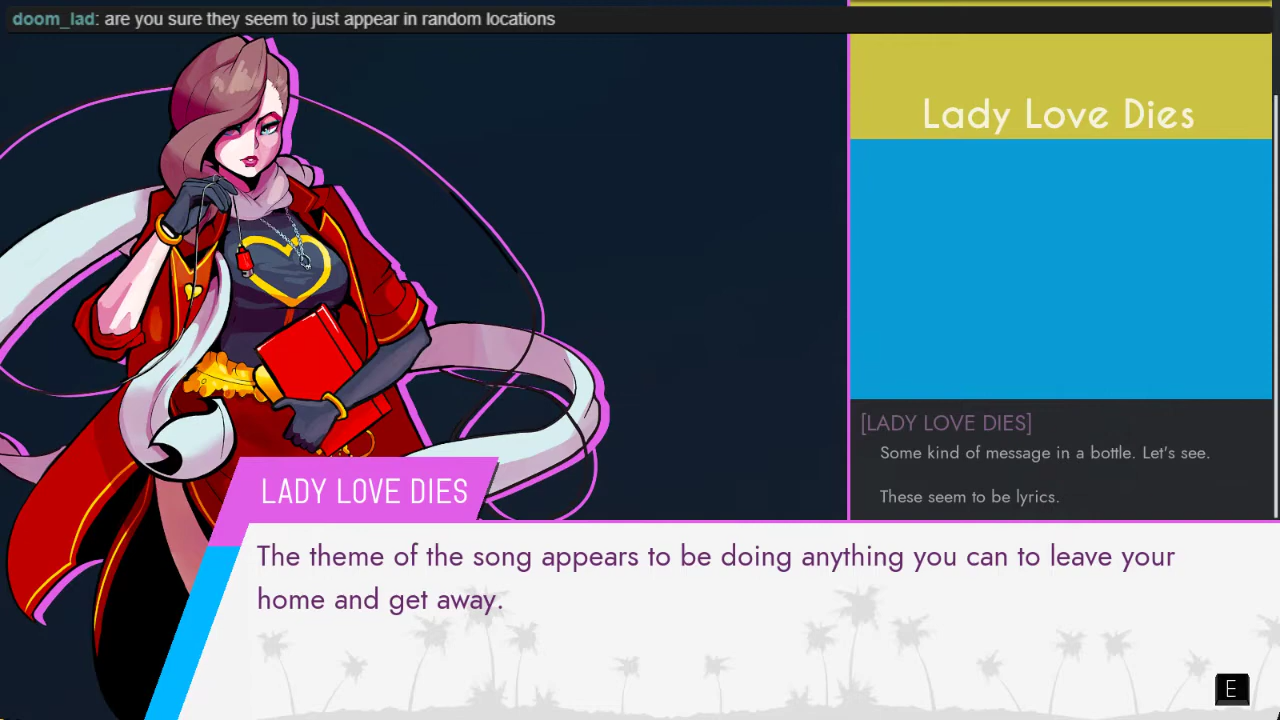 doom_lad: are you sure they seem to just appear in random locations
Lady Love Dies
[LADY LOVE DIES]
Some kind of message in a bottle. Let's see.
These seem to be lyrics.
LADY LOVE DIES
The theme of the song appears to be doing anything you can to leave your
home and get away.
E